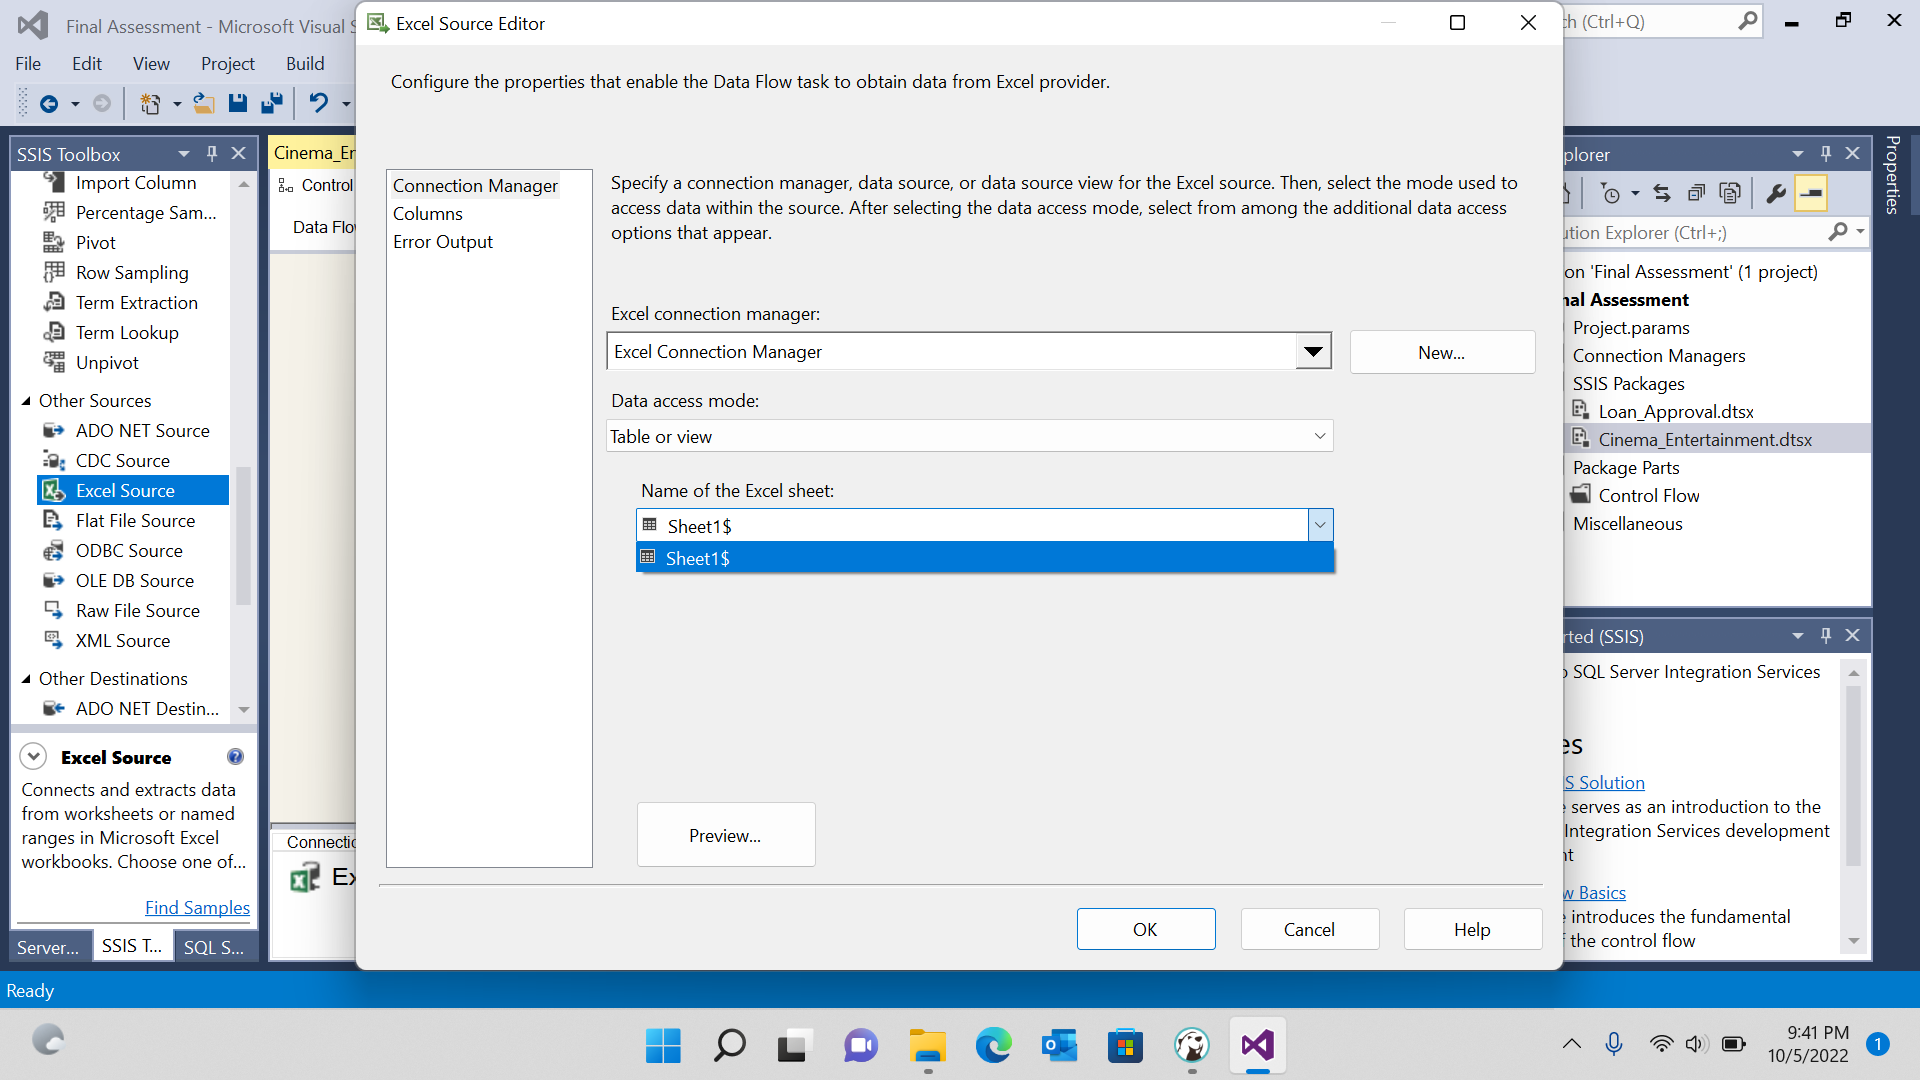 Final Assessment - Microsoft Visual S
File
Edit
View
Project
Build
Excel Source Editor
ch (Ctrl+Q)
Configure the properties that enable the Data Flow task to obtain data from Excel provider.
SSIS Toolbox
Import Column
Percentage Sam...
Pivot
Row Sampling
Term Extraction
Term Lookup
Unpivot
Other Sources
ADO NET Source
CDC Source
Excel Source
Flat File Source
ODBC Source
OLE DB Source
Raw File Source
XML Source
Other Destinations
ADO NET Destin...
Excel Source
Connects and extracts data
from worksheets or named
ranges in Microsoft Excel
workbooks. Choose one of...
Find Samples
Server...
SSIS T...
SQL S...
Cinema_En
Control
Data Flo
Connectio
Ex
Connection Manager
Columns
Error Output
Specify a connection manager, data source, or data source view for the Excel source. Then, select the mode used to
access data within the source. After selecting the data access mode, select from among the additional data access
options that appear.
Excel connection manager:
Excel Connection Manager
New...
Data access mode:
Table or view
Name of the Excel sheet:
Sheet1$
Sheet1$
Preview...
OK
Cancel
Help
plorer
Properties
ution Explorer (Ctrl+;)
on 'Final Assessment' (1 project)
nal Assessment
Project.params
Connection Managers
SSIS Packages
Loan_Approval.dtsx
Cinema_Entertainment.dtsx
Package Parts
Control Flow
Miscellaneous
rted (SSIS)
o SQL Server Integration Services
es
S Solution
e serves as an introduction to the
Integration Services development
nt
w Basics
e introduces the fundamental
f the control flow
Ready
9:41 PM
10/5/2022
1